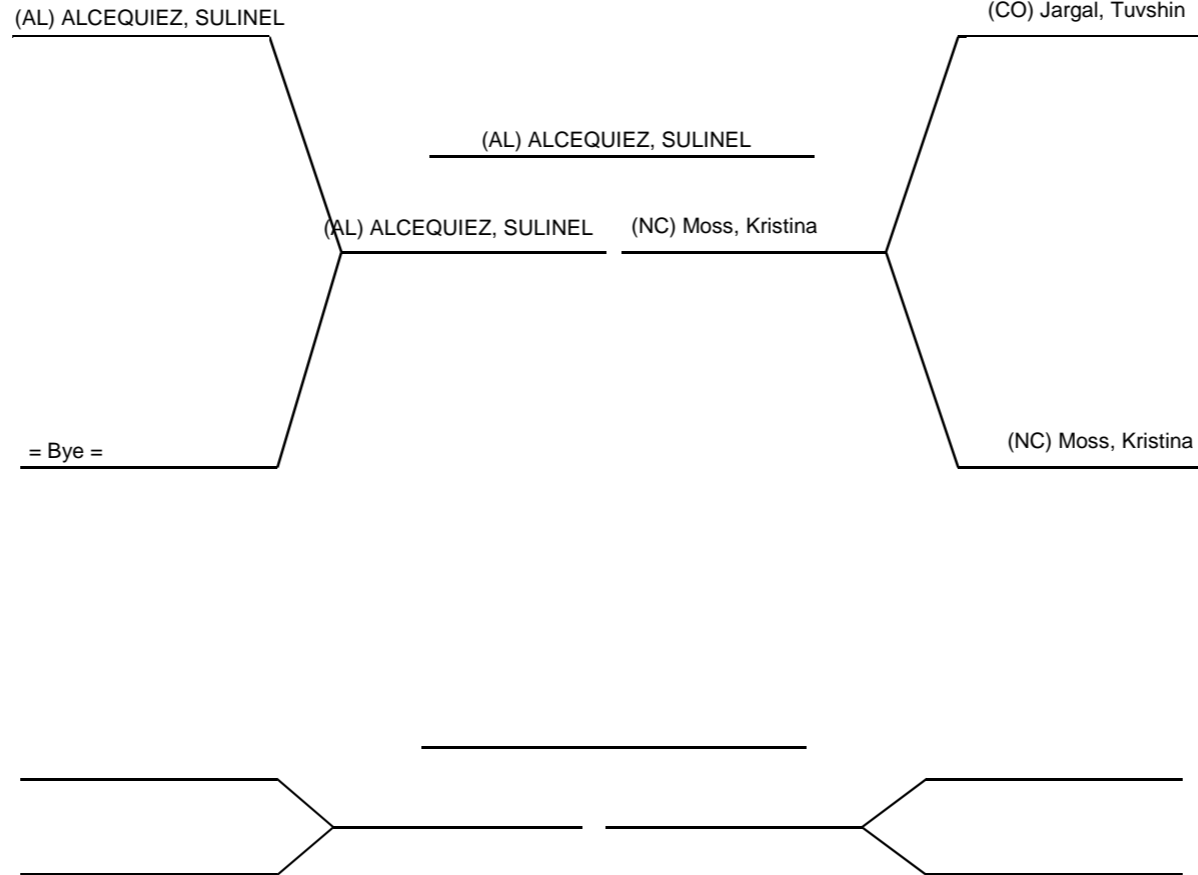 (AL) ALCEQUIEZ, SULINEL
(CO) Jargal, Tuvshin
(AL) ALCEQUIEZ, SULINEL
(AL) ALCEQUIEZ, SULINEL
(NC) Moss, Kristina
= Bye =
(NC) Moss, Kristina